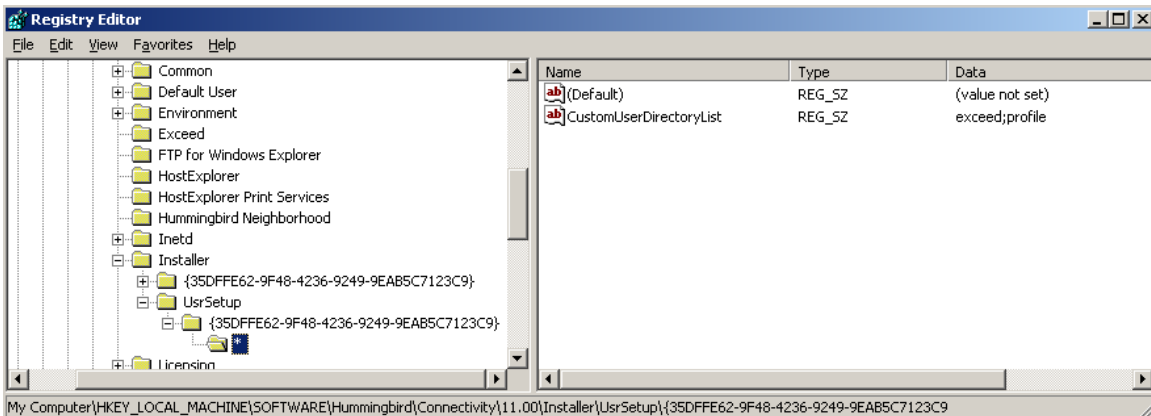 Registry Editor
File Edit View Favorites Help
Common
Default User
Environment
Exceed
FTP for Windows Explorer
HostExplorer
HostExplorer Print Services
Hummingbird Neighborhood
Inetd
Installer
{35DFFE62-9F48-4236-9249-9EAB5C7123C9}
UsrSetup
{35DFFE62-9F48-4236-9249-9EAB5C7123C9}
*
Licensing
Name Type Data
(Default) REG_SZ (value not set)
CustomUserDirectoryList REG_SZ exceed;profile
My Computer\HKEY_LOCAL_MACHINE\SOFTWARE\Hummingbird\Connectivity\11.00\Installer\UsrSetup\{35DFFE62-9F48-4236-9249-9EAB5C7123C9